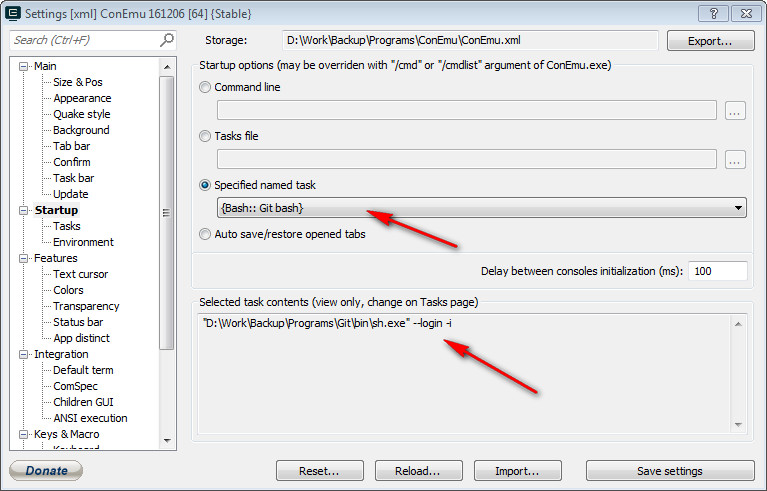 Settings [xml] ConEmu 161206 [64] {Stable}
?
Search (Ctrl+F)
Storage:
D:\Work\Backup\Programs\ConEmu\ConEmu.xml
Export...
Main
Size & Pos
Appearance
Quake style
Background
Tab bar
Confirm
Task bar
Update
Startup
Tasks
Environment
Features
Text cursor
Colors
Transparency
Status bar
App distinct
Integration
Default term
ComSpec
Children GUI
ANSI execution
Keys & Macro
Startup options (may be overriden with "/cmd" or "/cmdlist" argument of ConEmu.exe)
Command line
...
Tasks file
...
Specified named task
{Bash:: Git bash}
Auto save/restore opened tabs
Delay between consoles initialization (ms): 100
Selected task contents (view only, change on Tasks page)
"D:\Work\Backup\Programs\Git\bin\sh.exe" --login -i
Donate
Reset...
Reload...
Import...
Save settings